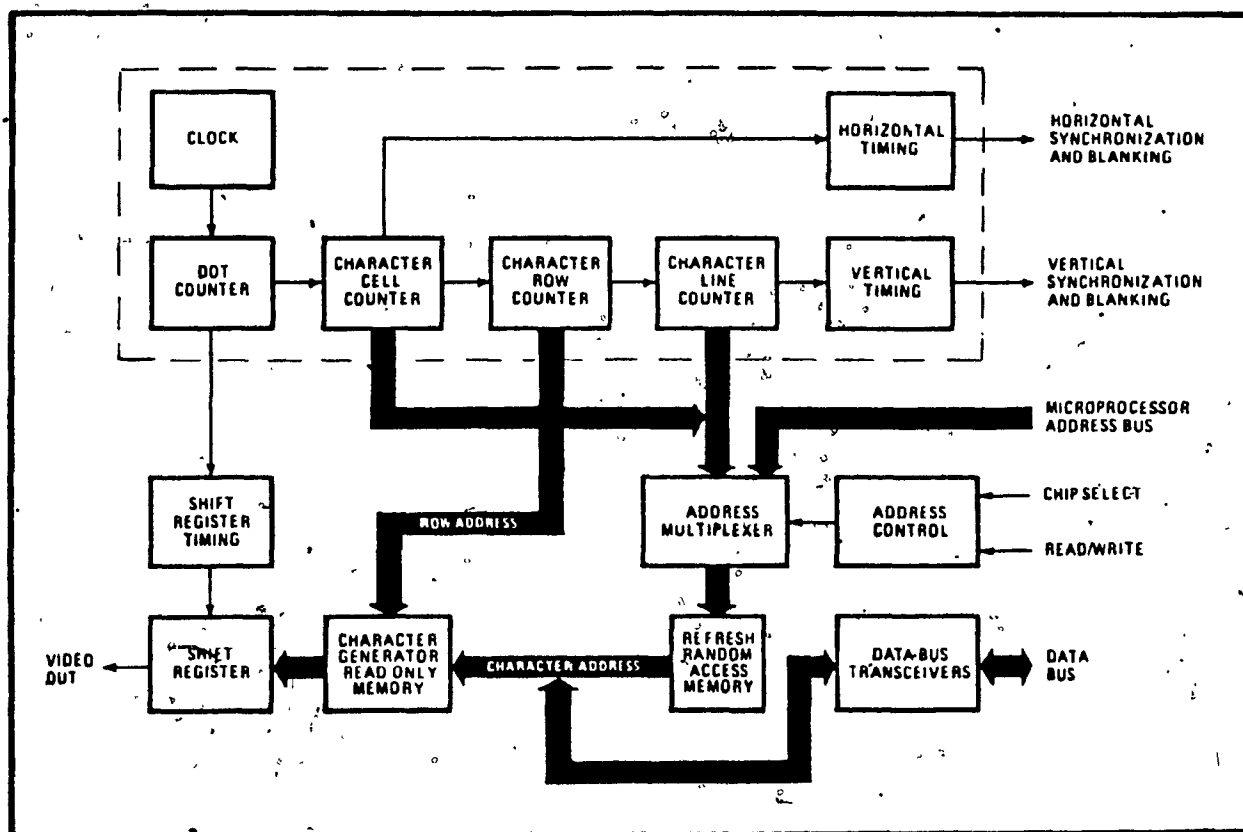 CLOCK
HORIZONTAL
TIMING
HORIZONTAL
SYNCHRONIZATION
AND BLANKING
DOT
COUNTER
CHARACTER
CELL
COUNTER
CHARACTER
ROW
COUNTER
CHARACTER
LINE
COUNTER
VERTICAL
TIMING
VERTICAL
SYNCHRONIZATION
AND BLANKING
MICROPROCESSOR
ADDRESS BUS
SHIFT
REGISTER
TIMING
ROW ADDRESS
ADDRESS
MULTIPLEXER
ADDRESS
CONTROL
CHIP SELECT
READ/WRITE
VIDEO
OUT
SHIFT
REGISTER
CHARACTER
GENERATOR
READ ONLY
MEMORY
CHARACTER ADDRESS
REFRESH
RANDOM
ACCESS
MEMORY
DATA-BUS
TRANSCEIVERS
DATA
BUS